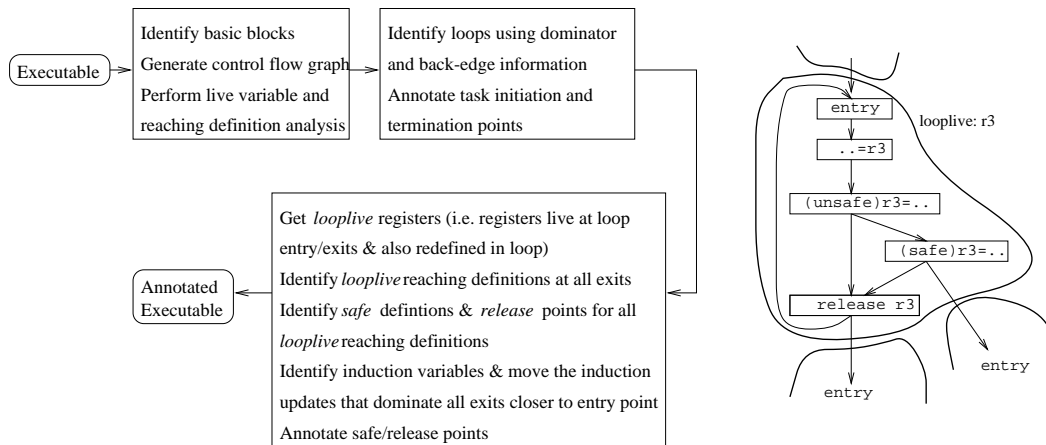 Executable
Identify basic blocks
Generate control flow graph
Perform live variable and
reaching definition analysis
Identify loops using dominator
and back-edge information
Annotate task initiation and
termination points
Get looplive registers (i.e. registers live at loop
entry/exits & also redefined in loop)
Identify looplive reaching definitions at all exits
Identify safe defintions & release points for all
looplive reaching definitions
Identify induction variables & move the induction
updates that dominate all exits closer to entry point
Annotate safe/release points
Annotated
Executable
entry
looplive: r3
..=r3
(unsafe)r3=..
(safe)r3=..
release r3
entry
entry